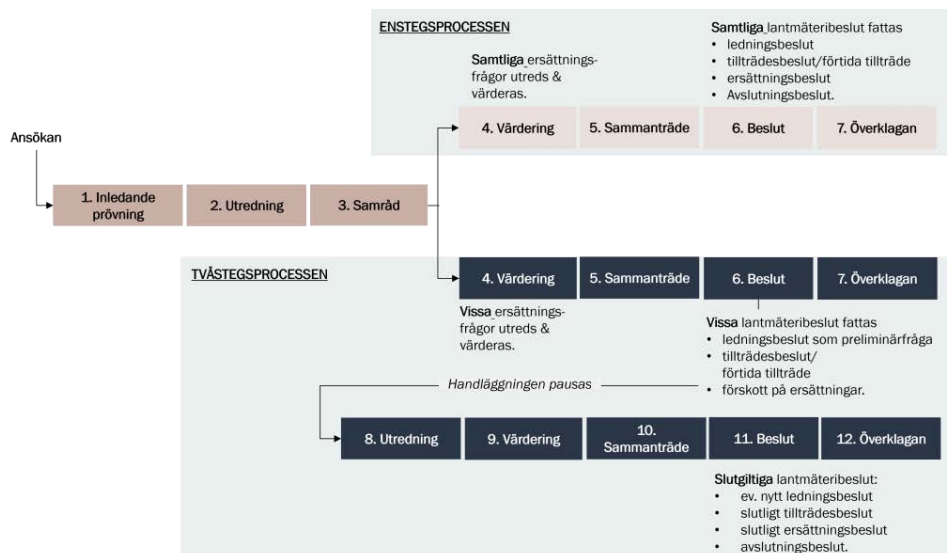 ENSTEGSPROCESSEN
Samtliga ersättnings-
frågor utreds &
värderas.
Samtliga lantmäteribeslut fattas
• ledningsbeslut
• tillträdesbeslut/förtida tillträde
• ersättningsbeslut
• Avslutningsbeslut.
4. Värdering
5. Sammanträde
6. Beslut
7. Överklagan
Ansökan
1. Inledande
prövning
2. Utredning
3. Samråd
TVÅSTEGSPROCESSEN
4. Värdering
5. Sammanträde
6. Beslut
7. Överklagan
Vissa ersättnings-
frågor utreds &
värderas.
Vissa lantmäteribeslut fattas
• ledningsbeslut som preliminärfråga
• tillträdesbeslut/
förtida tillträde
• förskott på ersättningar.
Handläggningen pausas
8. Utredning
9. Värdering
10.
Sammanträde
11. Beslut
12. Överklagan
Slutgiltiga lantmäteribeslut:
• ev. nytt ledningsbeslut
• slutligt tillträdesbeslut
• slutligt ersättningsbeslut
• avslutningsbeslut.